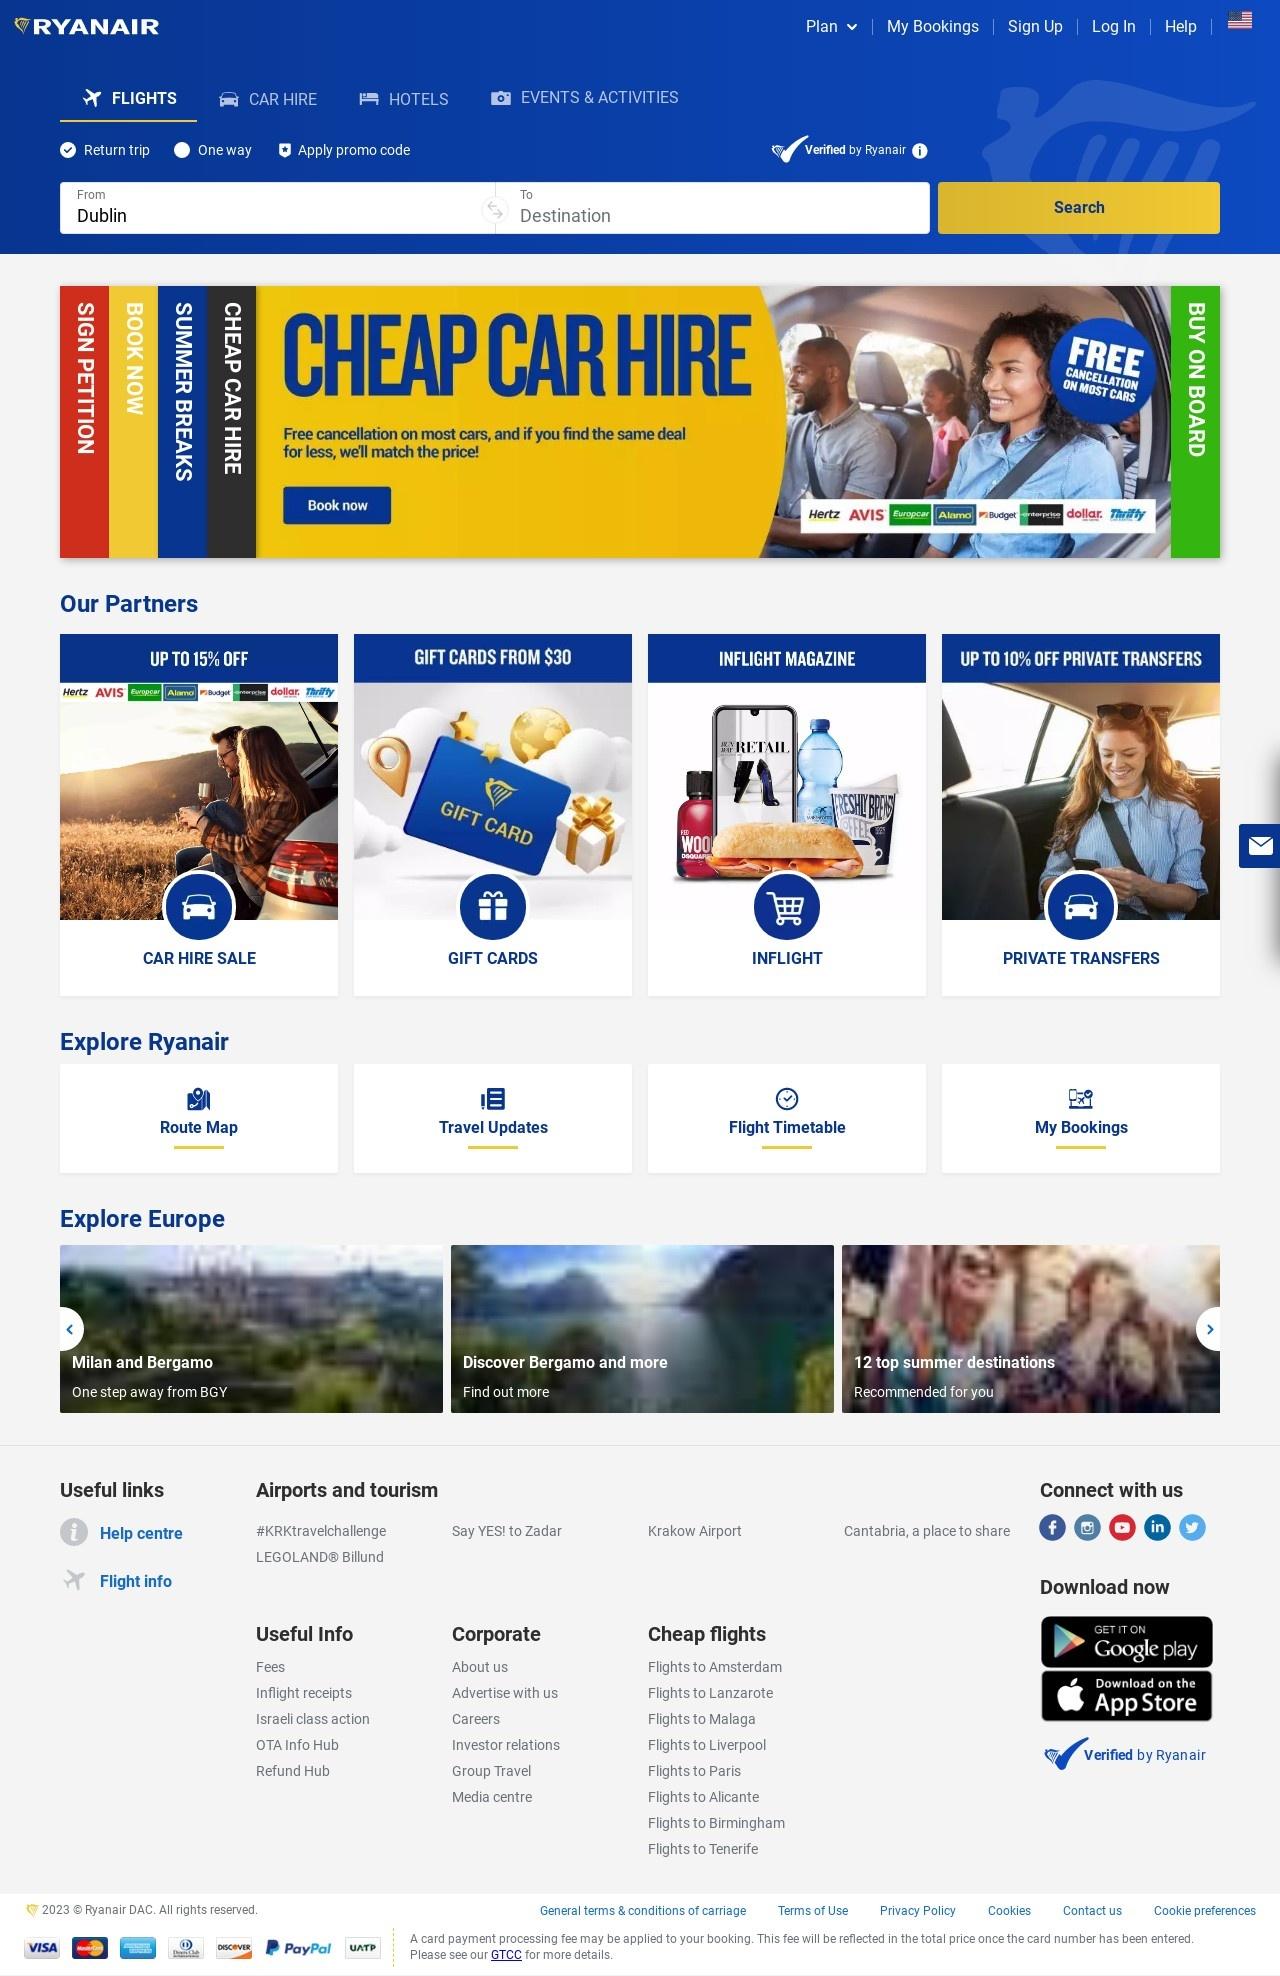 RYANAIR
Plan
My Bookings
Sign Up
Log In
Help
FLIGHTS
CAR HIRE
HOTELS
EVENTS & ACTIVITIES
Return trip
One way
Apply promo code
Verified by Ryanair
From
Dublin
To
Destination
Search
SIGN PETITION
BOOK NOW
SUMMER BREAKS
CHEAP CAR HIRE
CHEAP CAR HIRE
Free cancellation on most cars, and if you find the same deal
for less, we'll match the price!
Book now
FREE
CANCELLATION
ON MOST CARS
Hertz AVIS Europcar Alamo Budget enterprise dollar. Thrifty
BUY ON BOARD
Our Partners
UP TO 15% OFF
Hertz AVIS Europcar Alamo Budget enterprise dollar. Thrifty
CAR HIRE SALE
GIFT CARDS FROM $30
GIFT CARD
GIFT CARDS
INFLIGHT MAGAZINE
RETAIL
RED
WOO
DSQUARE
FRESHLY BREWED
COFFEE
INFLIGHT
UP TO 10% OFF PRIVATE TRANSFERS
PRIVATE TRANSFERS
Explore Ryanair
Route Map
Travel Updates
Flight Timetable
My Bookings
Explore Europe
Milan and Bergamo
One step away from BGY
Discover Bergamo and more
Find out more
12 top summer destinations
Recommended for you
Useful links
Help centre
Flight info
Airports and tourism
#KRKtravelchallenge
Say YES! to Zadar
Krakow Airport
Cantabria, a place to share
LEGOLAND® Billund
Useful Info
Fees
Inflight receipts
Israeli class action
OTA Info Hub
Refund Hub
Corporate
About us
Advertise with us
Careers
Investor relations
Group Travel
Media centre
Cheap flights
Flights to Amsterdam
Flights to Lanzarote
Flights to Malaga
Flights to Liverpool
Flights to Paris
Flights to Alicante
Flights to Birmingham
Flights to Tenerife
Connect with us
Download now
GET IT ON
Google play
Download on the
App Store
Verified by Ryanair
2023 © Ryanair DAC. All rights reserved.
General terms & conditions of carriage
Terms of Use
Privacy Policy
Cookies
Contact us
Cookie preferences
VISA
MasterCard
AMERICAN EXPRESS
Diners Club
DISCOVER
PayPal
UATP
A card payment processing fee may be applied to your booking. This fee will be reflected in the total price once the card number has been entered.
Please see our GTCC for more details.